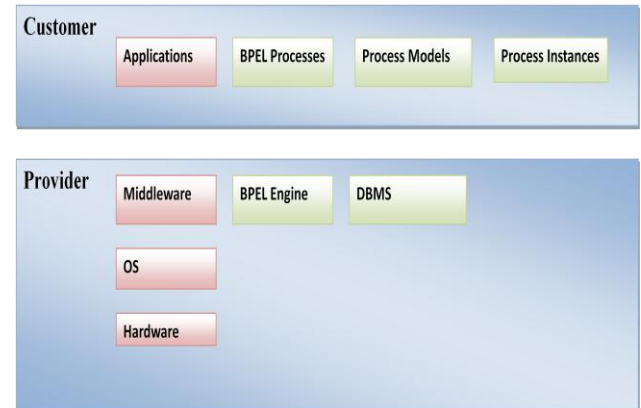 Customer
Applications
BPEL Processes
Process Models
Process Instances
Provider
Middleware
BPEL Engine
DBMS
OS
Hardware